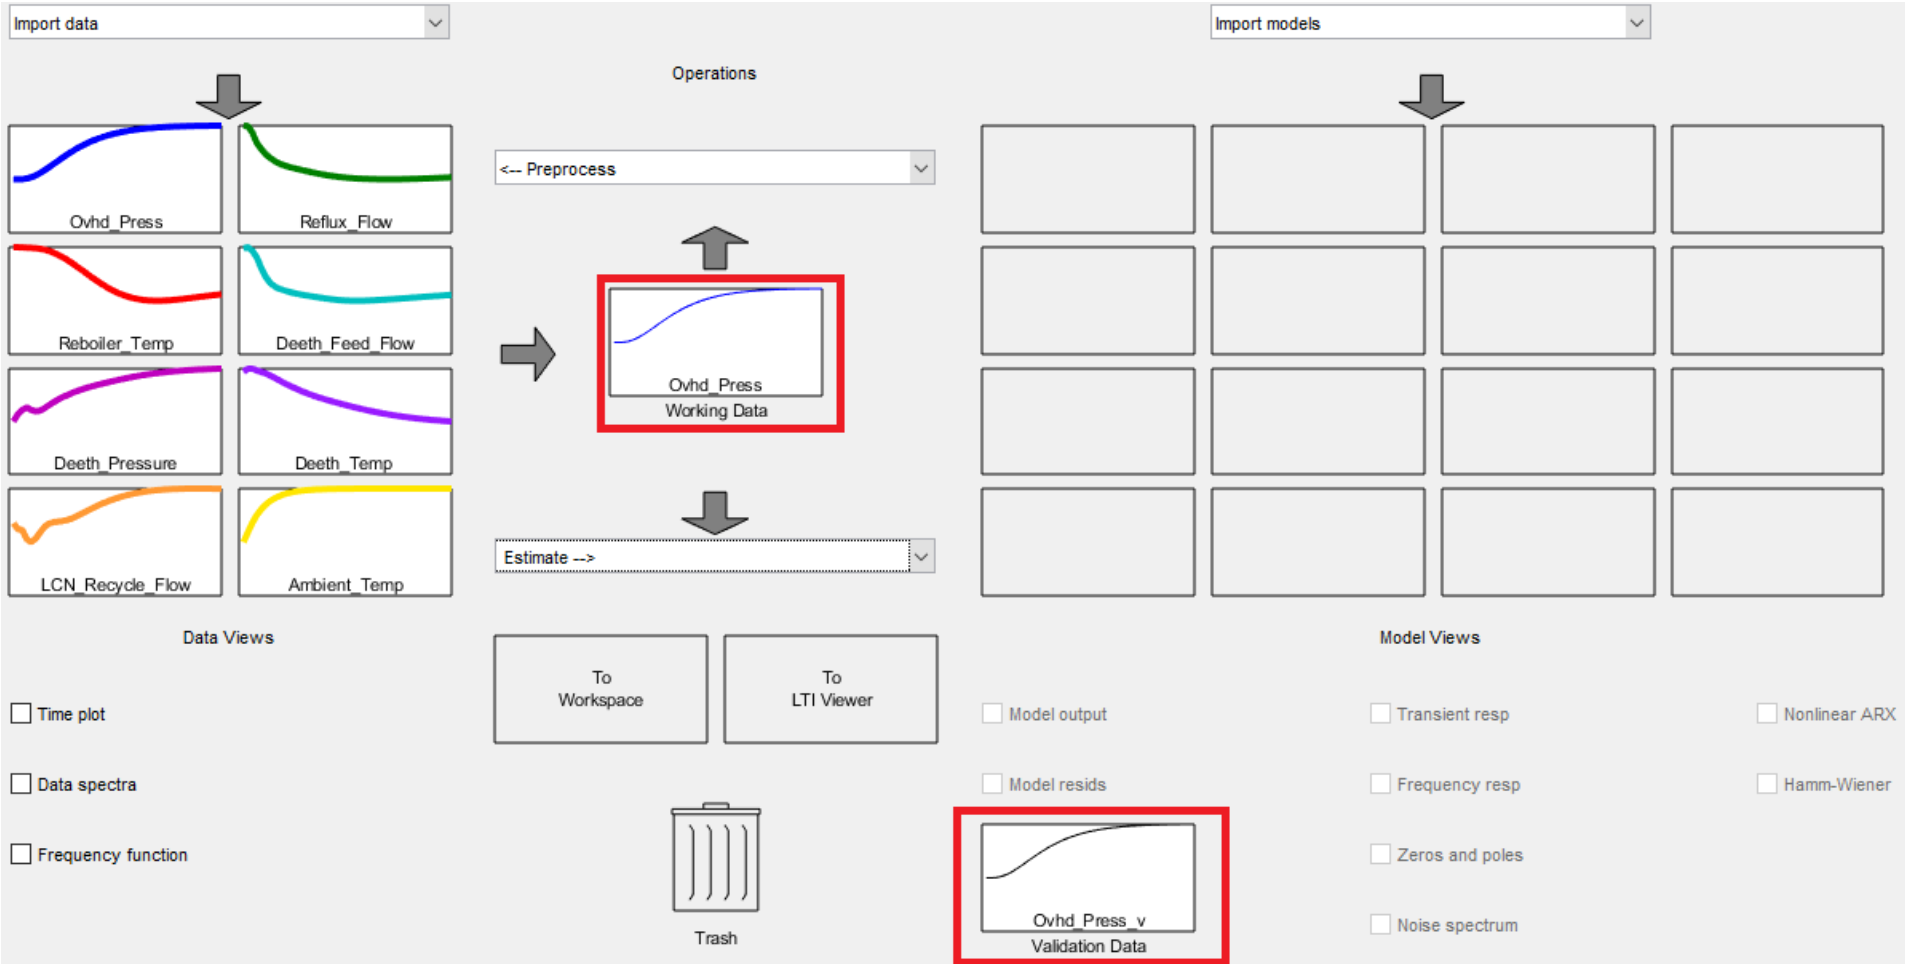 Import data
Import models
Operations
<-- Preprocess
Ovhd_Press
Reflux_Flow
Reboiler_Temp
Deeth_Feed_Flow
Ovhd_Press
Working Data
Deeth_Pressure
Deeth_Temp
Estimate -->
LCN_Recycle_Flow
Ambient_Temp
Data Views
Model Views
To
Workspace
To
LTI Viewer
Time plot
Model output
Transient resp
Nonlinear ARX
Data spectra
Model resids
Frequency resp
Hamm-Wiener
Frequency function
Zeros and poles
Ovhd_Press_v
Noise spectrum
Trash
Validation Data